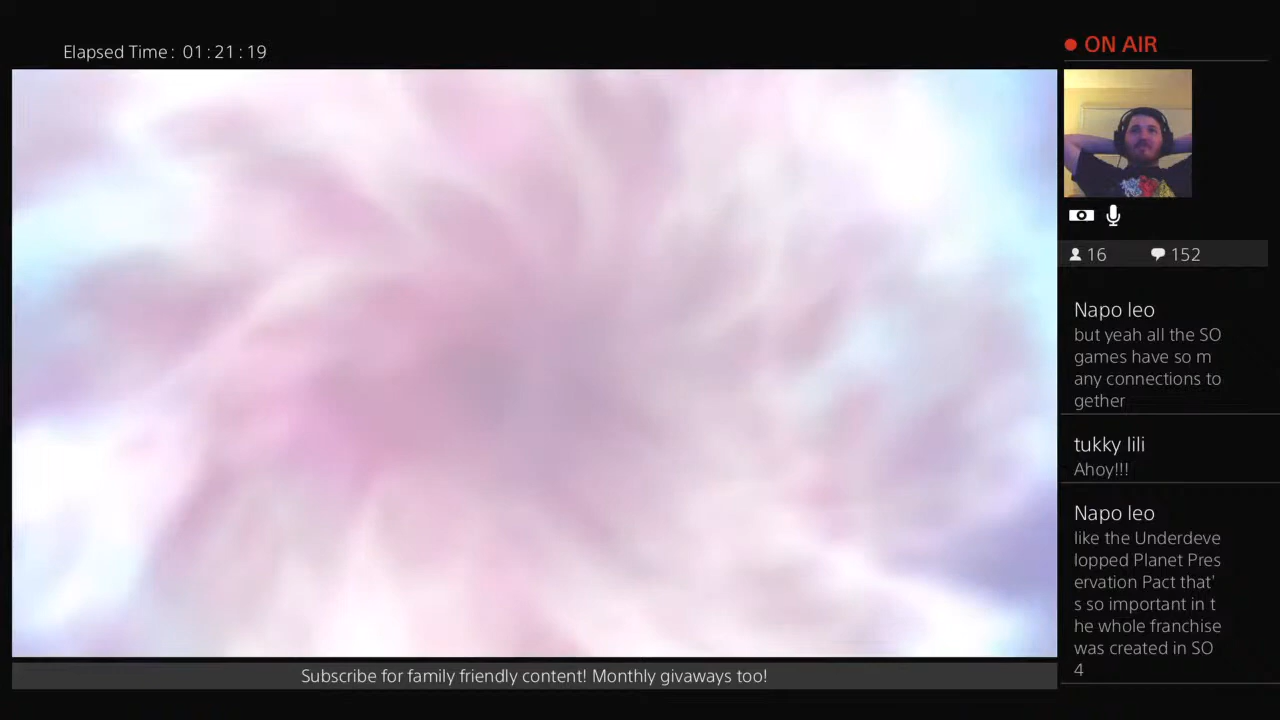 Elapsed Time: 01:21:19
ON AIR
16 152
Napo leo
but yeah all the SO
games have so m
any connections to
gether
tukky lili
Ahoy!!!
Napo leo
like the Underdeve
lopped Planet Pres
ervation Pact that'
s so important in t
he whole franchise
was created in SO
4
Subscribe for family friendly content! Monthly givaways too!